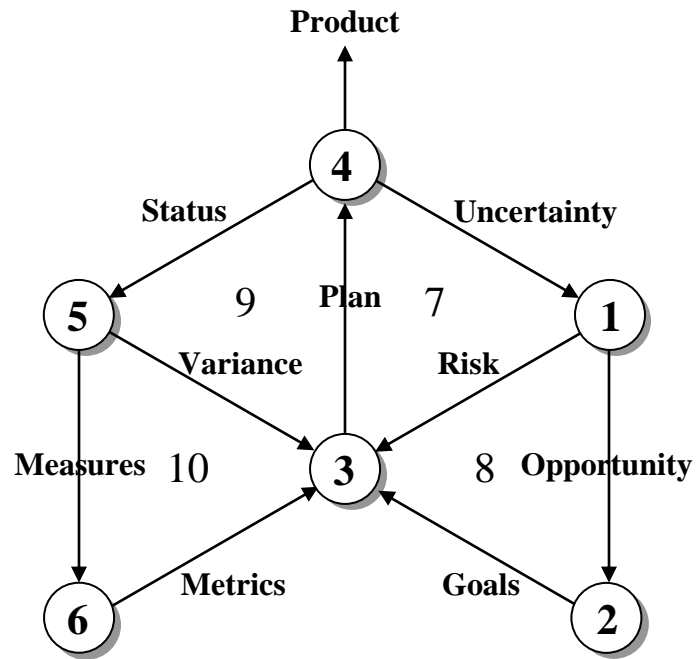 Product
4
Status
Uncertainty
9
Plan
7
5
1
Variance
Risk
Measures
10
3
8
Opportunity
Metrics
Goals
6
2